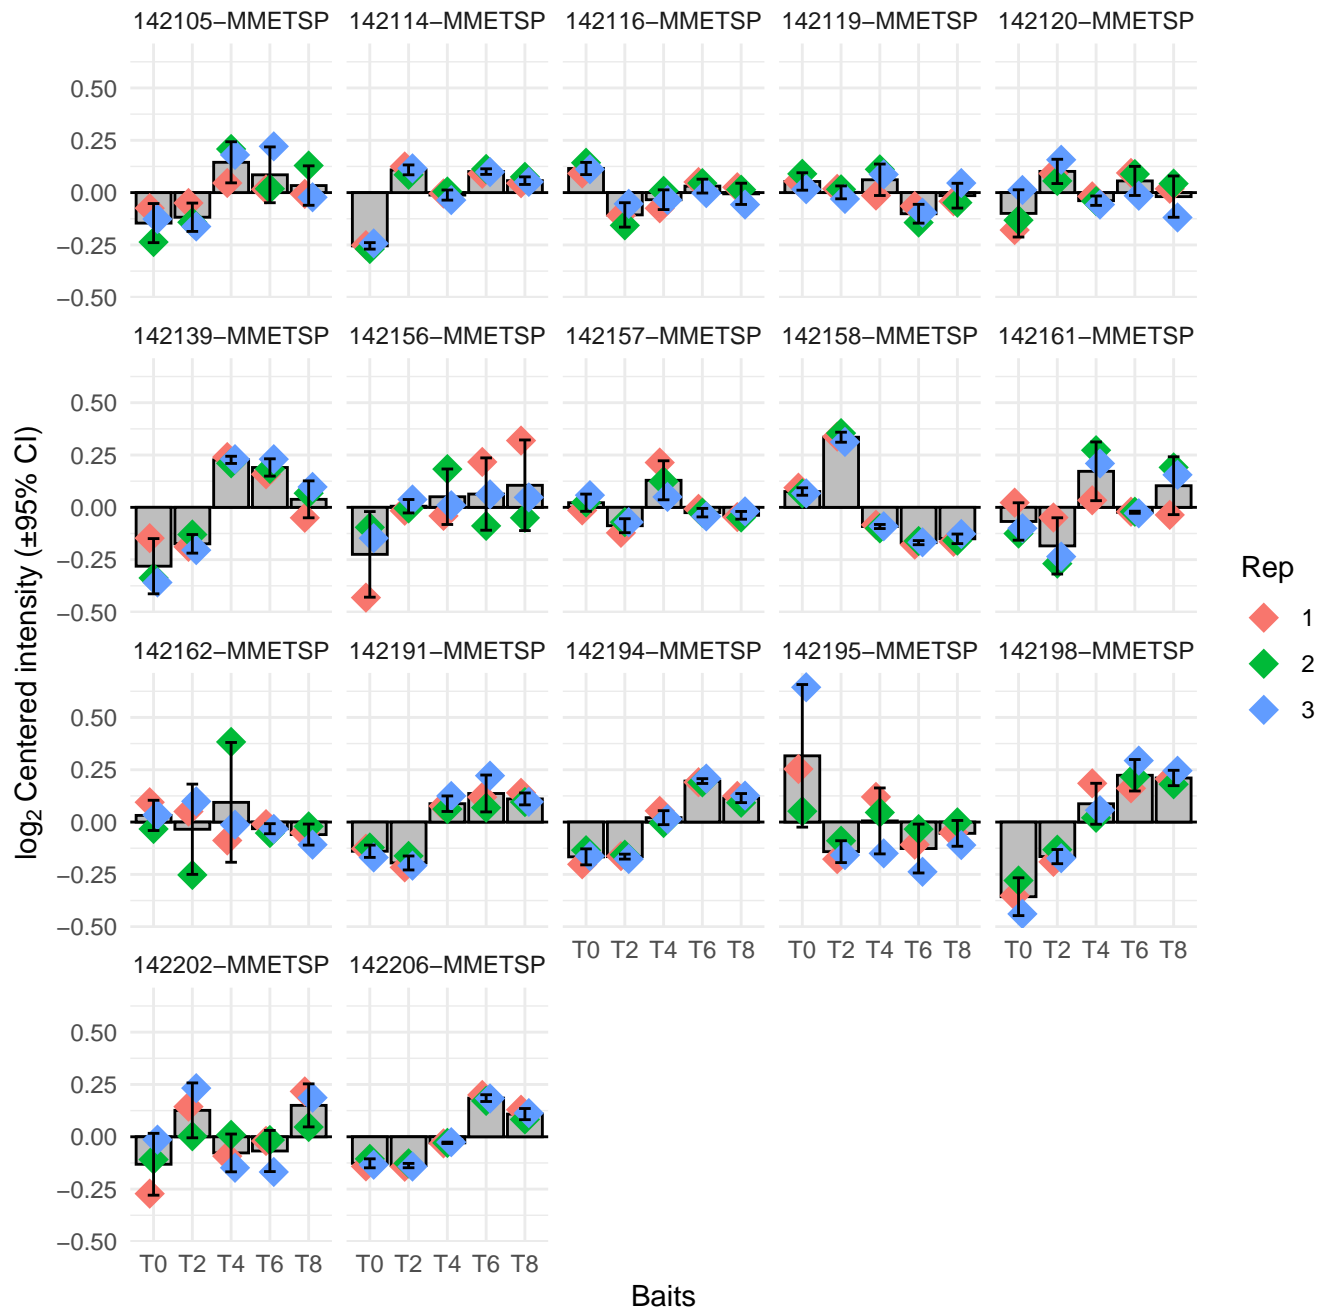 142105−MMETSP 142114−MMETSP 142116−MMETSP 142119−MMETSP 142120−MMETSP
0.50
0.25
0.00
−0.25
−0.50
142139−MMETSP 142156−MMETSP 142157−MMETSP 142158−MMETSP 142161−MMETSP
0.50
0.25
0.00
−0.25
−0.50
142162−MMETSP 142191−MMETSP 142194−MMETSP 142195−MMETSP 142198−MMETSP
0.50
0.25
0.00
−0.25
−0.50
T0 T2 T4 T6 T8 T0 T2 T4 T6 T8 T0 T2 T4 T6 T8
142202−MMETSP 142206−MMETSP
0.50
0.25
0.00
−0.25
−0.50
T0 T2 T4 T6 T8 T0 T2 T4 T6 T8
Baits
log2 Centered intensity (±95% CI)
Rep
1
2
3